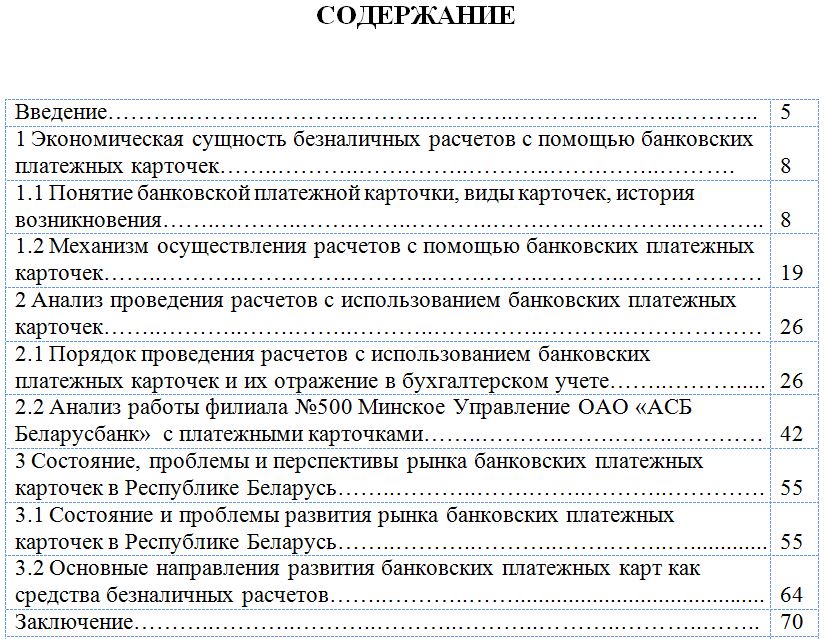 СОДЕРЖАНИЕ
Введение……….…………………………………………………………….. 5
1 Экономическая сущность безналичных расчетов с помощью банковских
платежных карточек………………………………………………………. 8
1.1 Понятие банковской платежной карточки, виды карточек, история
возникновения…………………………………………………………….. 8
1.2 Механизм осуществления расчетов с помощью банковских платежных
карточек…………………………………………………………………… 19
2 Анализ проведения расчетов с использованием банковских платежных
карточек…………………………………………………………………… 26
2.1 Порядок проведения расчетов с использованием банковских
платежных карточек и их отражение в бухгалтерском учете…………..... 26
2.2 Анализ работы филиала №500 Минское Управление ОАО «АСБ
Беларусбанк» с платежными карточками………………………………… 42
3 Состояние, проблемы и перспективы рынка банковских платежных
карточек в Республике Беларусь…………………………………………. 55
3.1 Состояние и проблемы развития рынка банковских платежных
карточек в Республике Беларусь…………………………………........... 55
3.2 Основные направления развития банковских платежных карт как
средства безналичных расчетов…………………………………….......... 64
Заключение……………………………………………………………….. 70